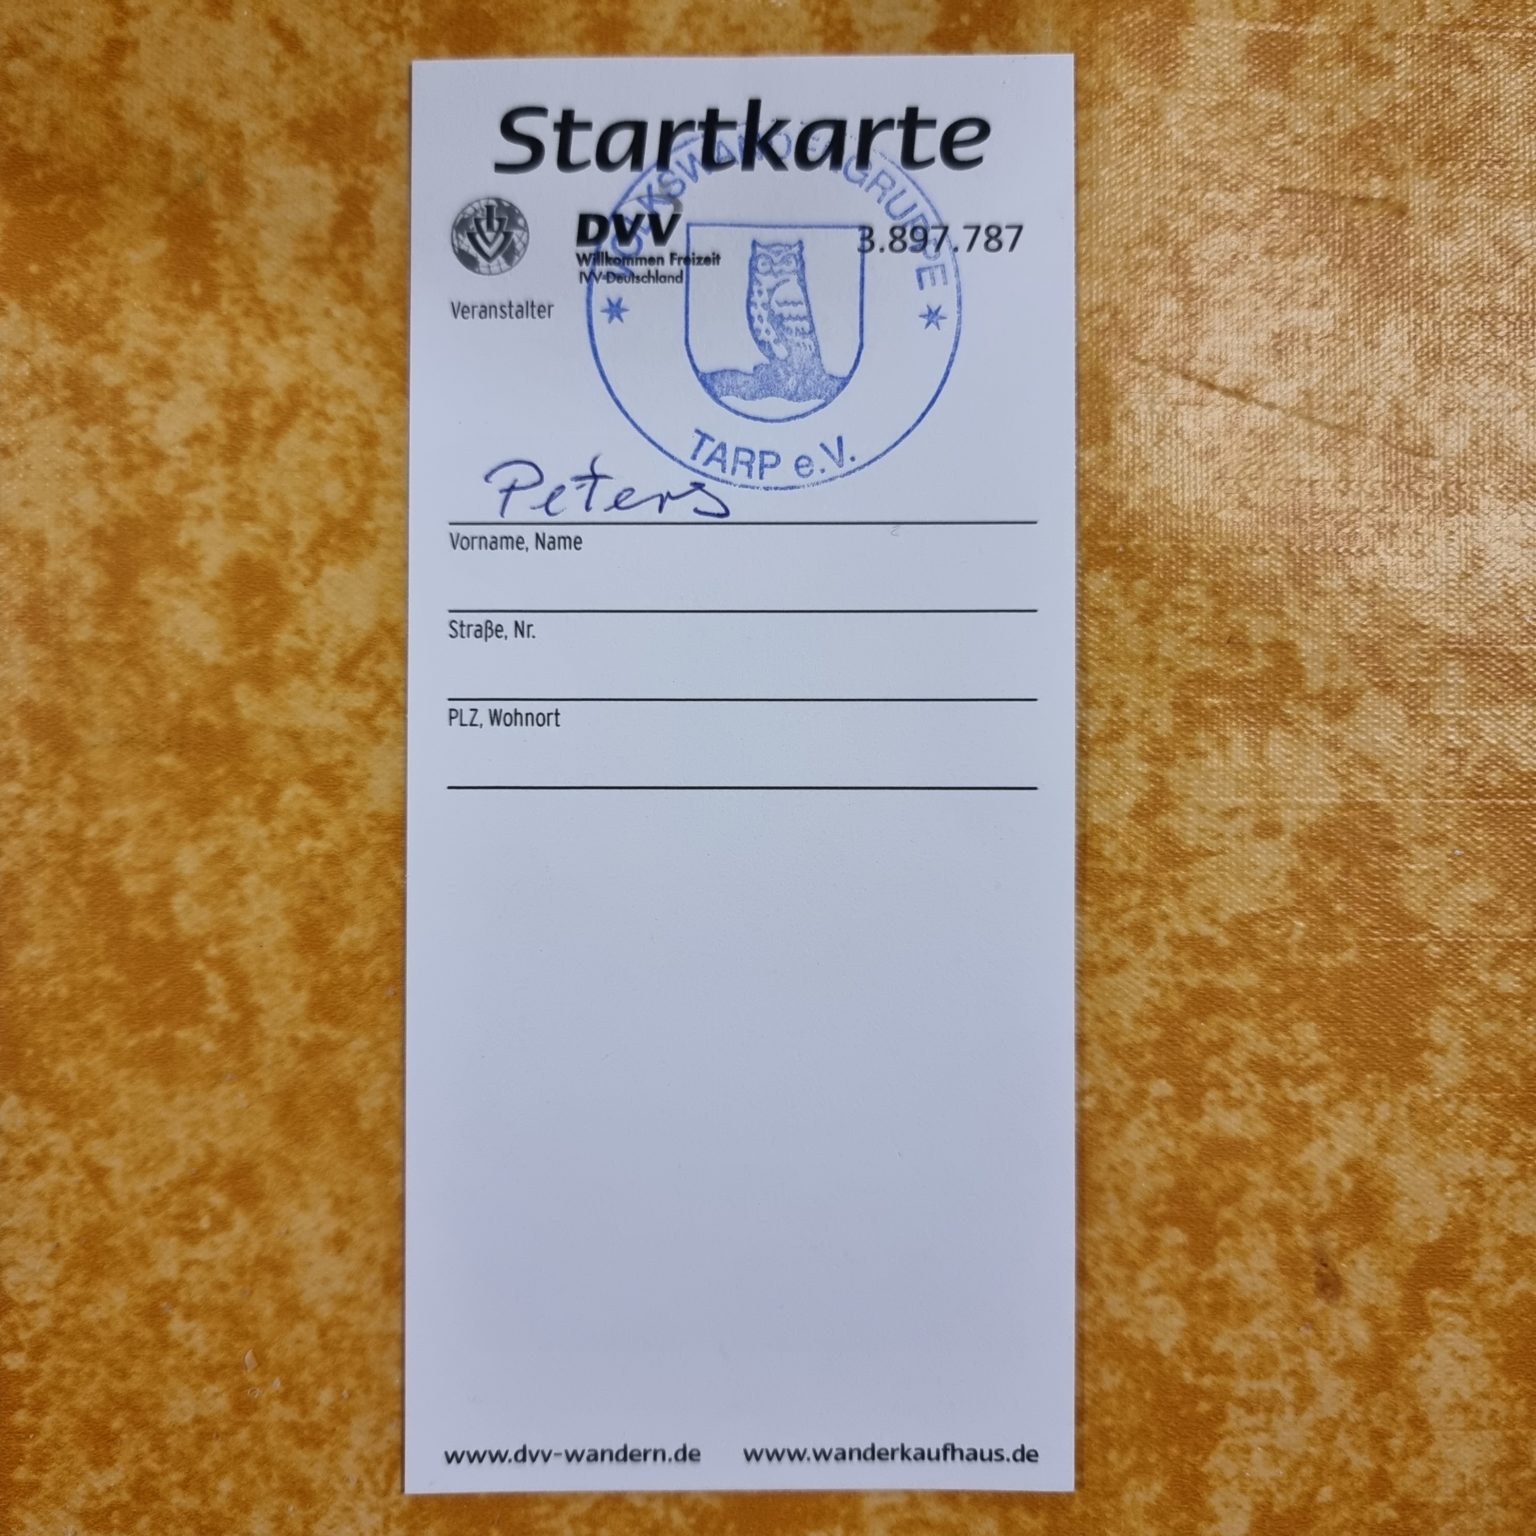 Startkarte
DVV
3.897.787
Willkommen Freizeit
IVV-Deutschland
Veranstalter
VOLKSWANDERGRUPPE
TARP e.V.
Peters
Vorname, Name
Straße, Nr.
PLZ, Wohnort
www.dvv-wandern.de www.wanderkaufhaus.de